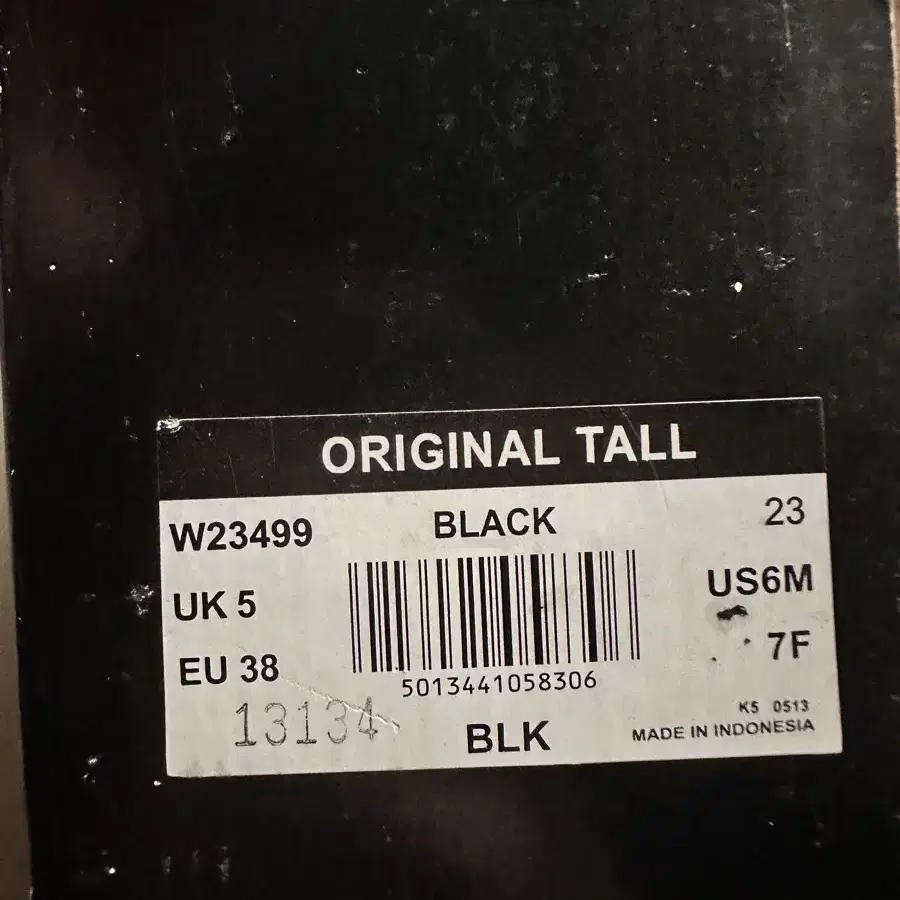 ORIGINAL TALL
W23499 BLACK 23
UK 5 US6M
EU 38 7F
5013441058306
13134
BLK
K5 0513
MADE IN INDONESIA